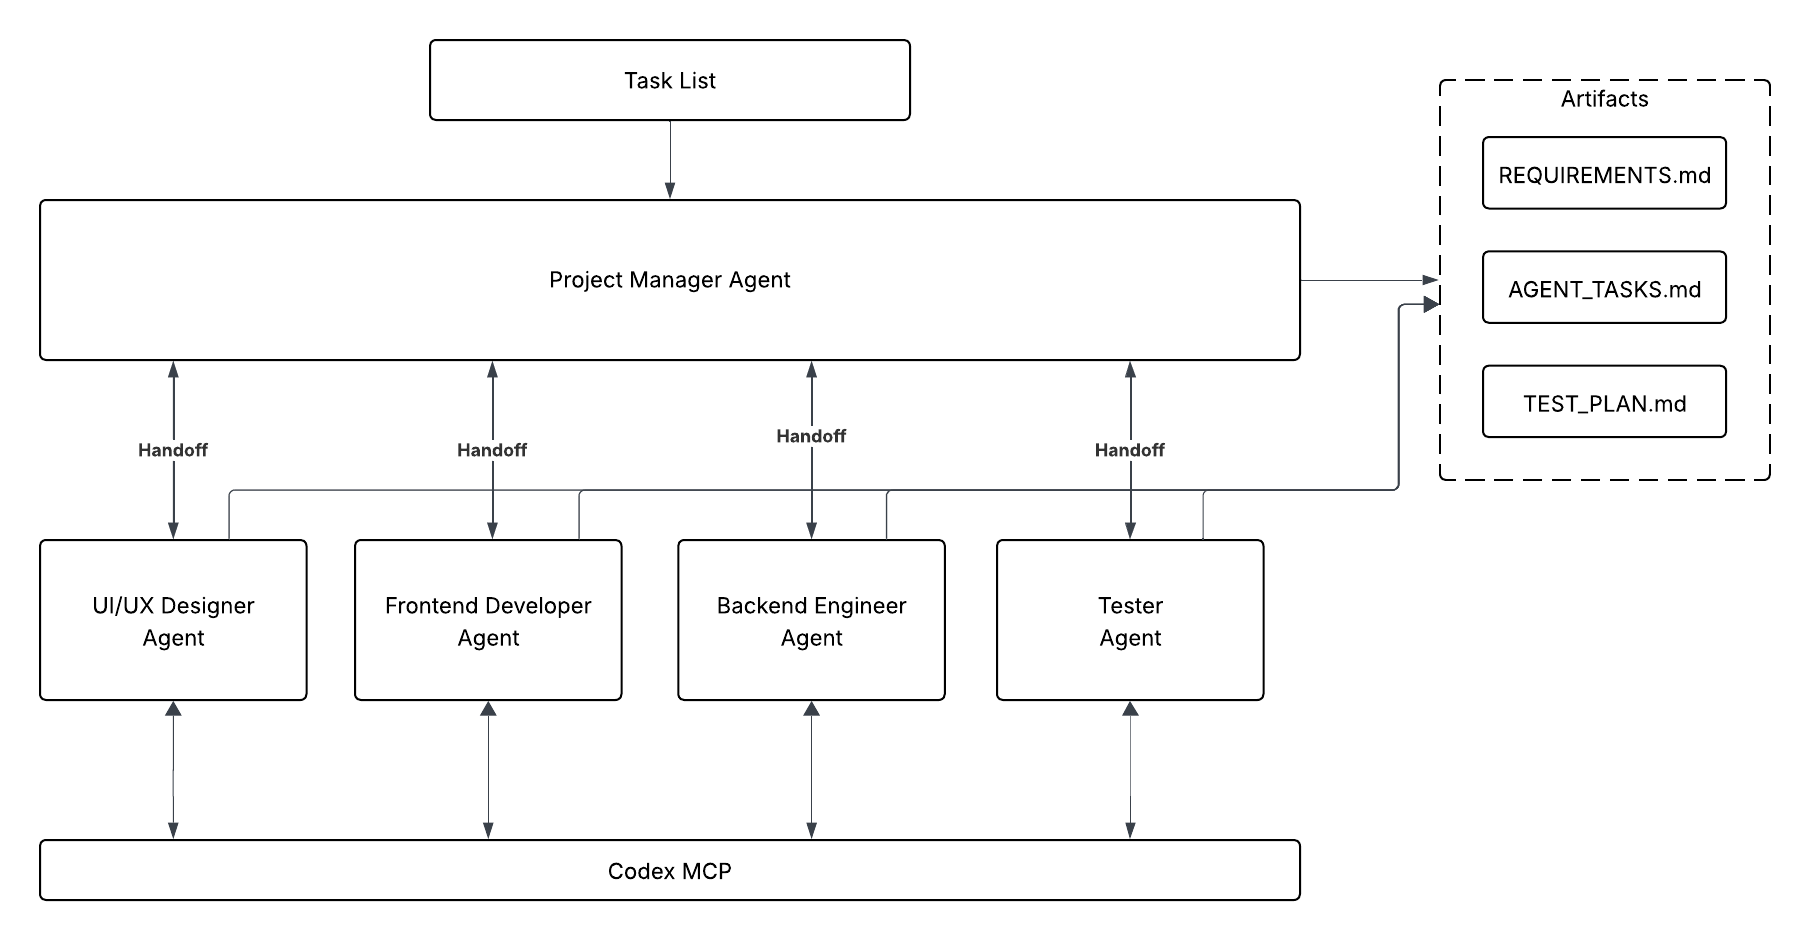 Task List
Artifacts
REQUIREMENTS.md
AGENT_TASKS.md
TEST_PLAN.md
Project Manager Agent
Handoff
Handoff
Handoff
Handoff
UI/UX Designer
Agent
Frontend Developer
Agent
Backend Engineer
Agent
Tester
Agent
Codex MCP